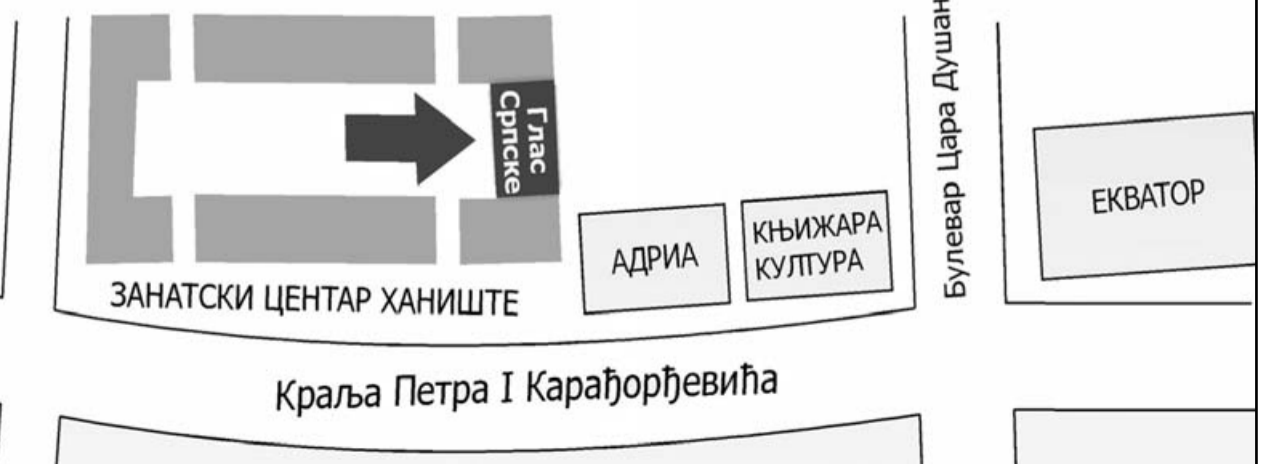 Глас
Српске
ЗАНАТСКИ ЦЕНТАР ХАНИШТЕ
АДРИА
КЊИЖАРА
КУЛТУРА
Булевар Цара Душан
ЕКВАТОР
Краља Петра I Карађорђевића